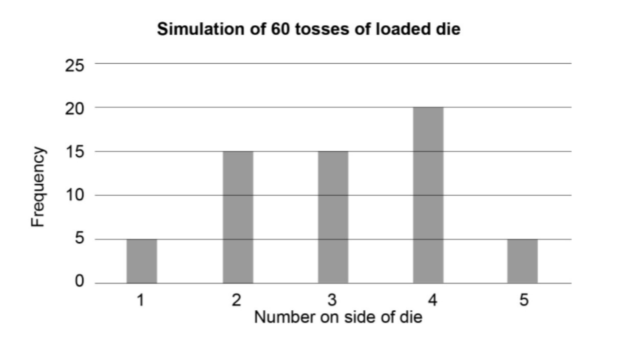 Simulation of 60 tosses of loaded die
25
20
15
10
5
0
Frequency
1 2 3 4 5
Number on side of die